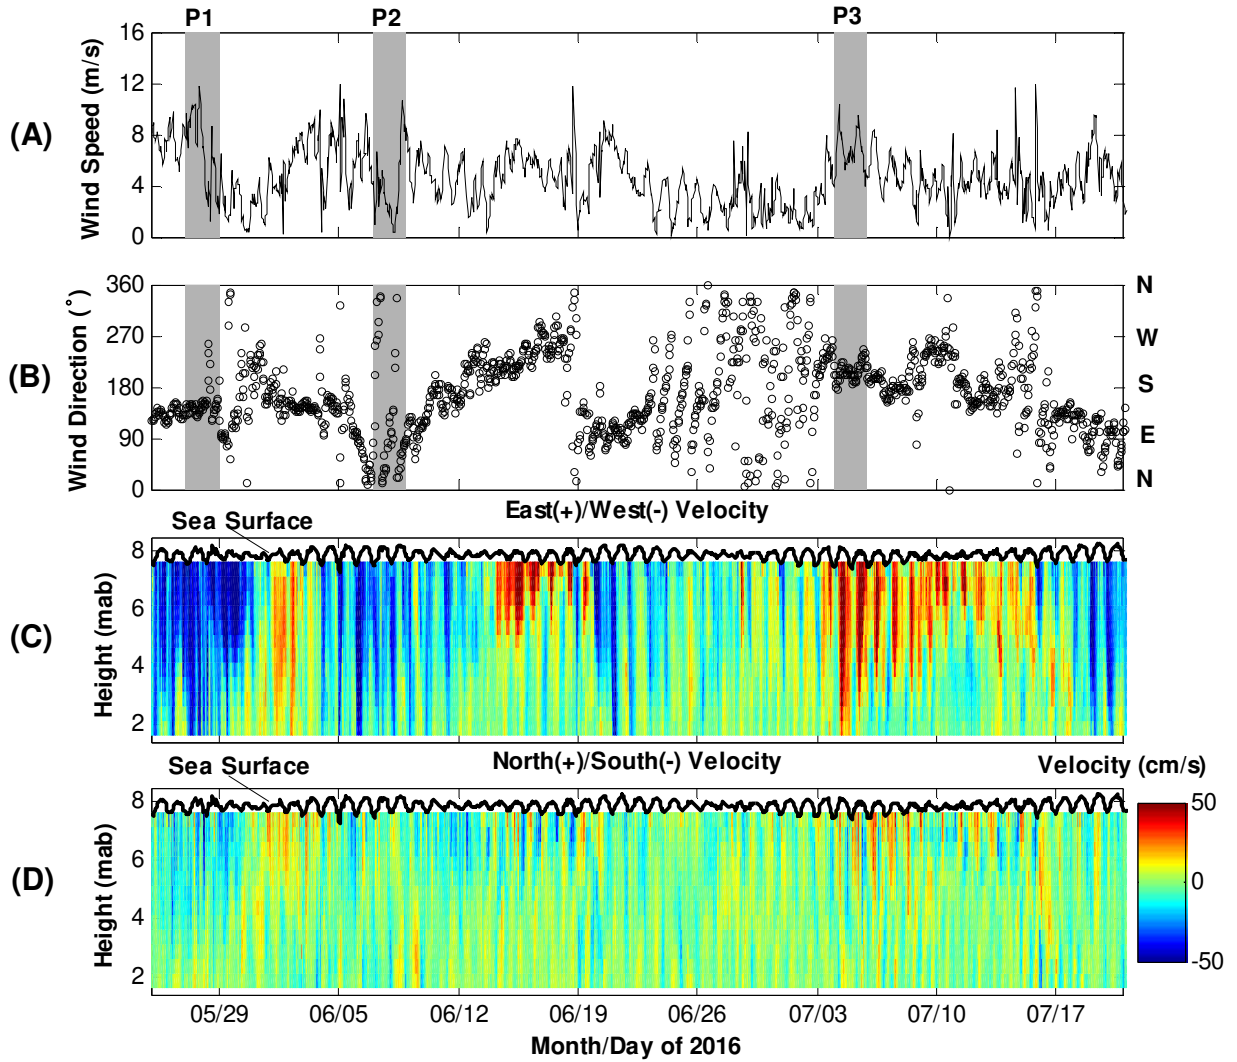 P1 P2 P3
(A)
Wind Speed (m/s)
16
12
8
4
0
(B)
Wind Direction (°)
360
270
180
90
0
N
W
S
E
N
East(+)/West(-) Velocity
Sea Surface
(C)
Height (mab)
8
6
4
2
North(+)/South(-) Velocity
Sea Surface
Velocity (cm/s)
50
0
-50
(D)
Height (mab)
8
6
4
2
05/29 06/05 06/12 06/19 06/26 07/03 07/10 07/17
Month/Day of 2016